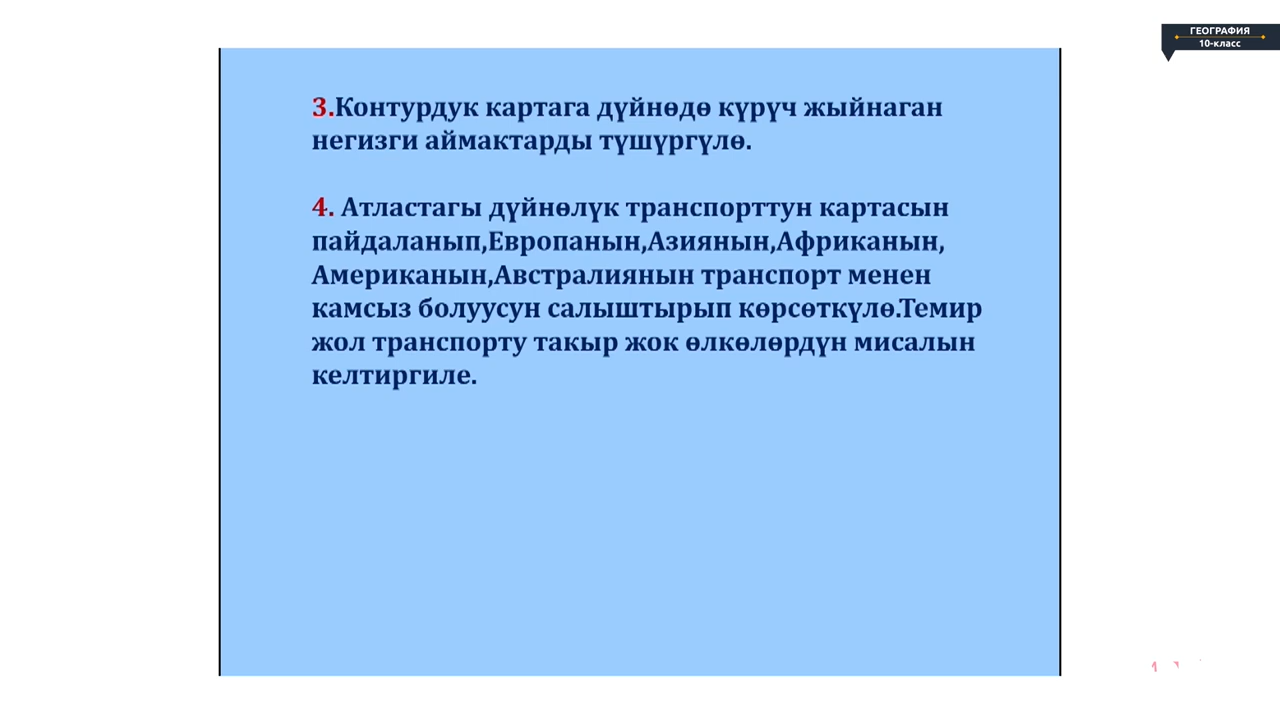 ГЕОГРАФИЯ
10-класс
3.Контурдук картага дүйнөдө күрүч жыйнаган
негизги аймактарды түшүргүлө.
4. Атластагы дүйнөлүк транспорттун картасын
пайдаланып,Европанын,Азиянын,Африканын,
Американын,Австралиянын транспорт менен
камсыз болуусун салыштырып көрсөткүлө.Темир
жол транспорту такыр жок өлкөлөрдүн мисалын
келтиргиле.